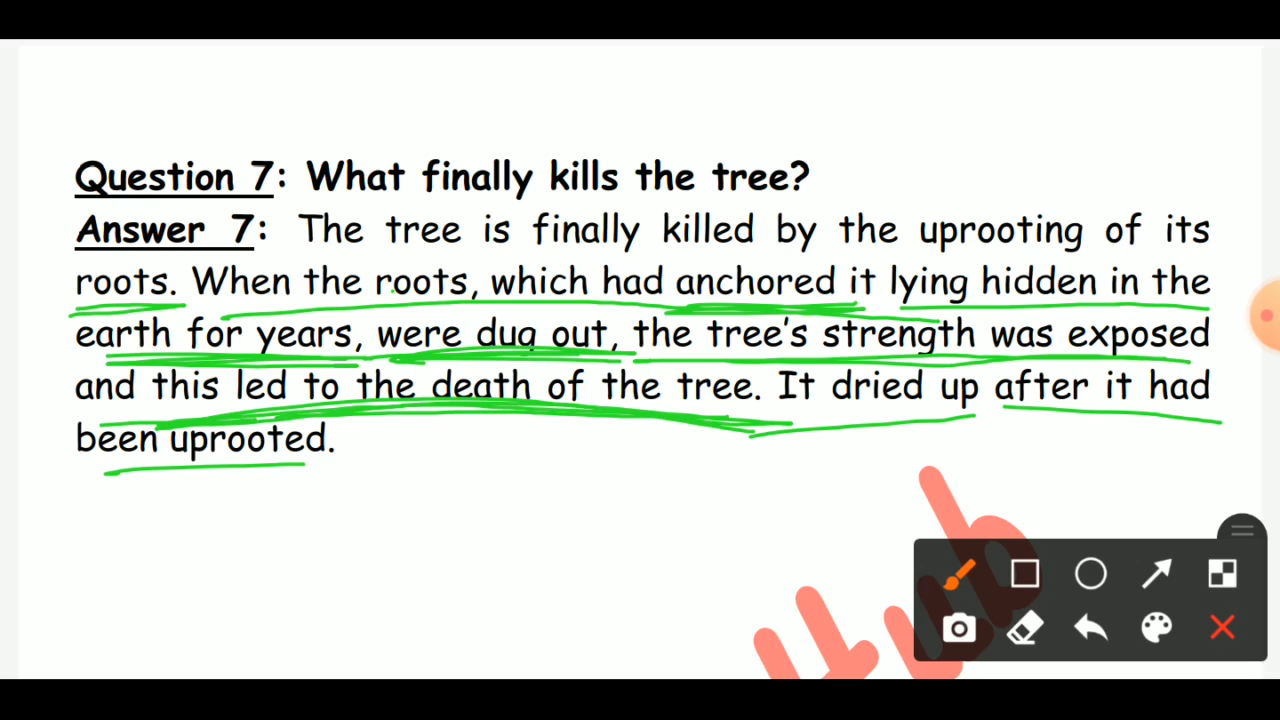 Question 7: What finally kills the tree?
Answer 7: The tree is finally killed by the uprooting of its
roots. When the roots, which had anchored it lying hidden in the
earth for years, were dug out, the tree's strength was exposed
and this led to the death of the tree. It dried up after it had
been uprooted.